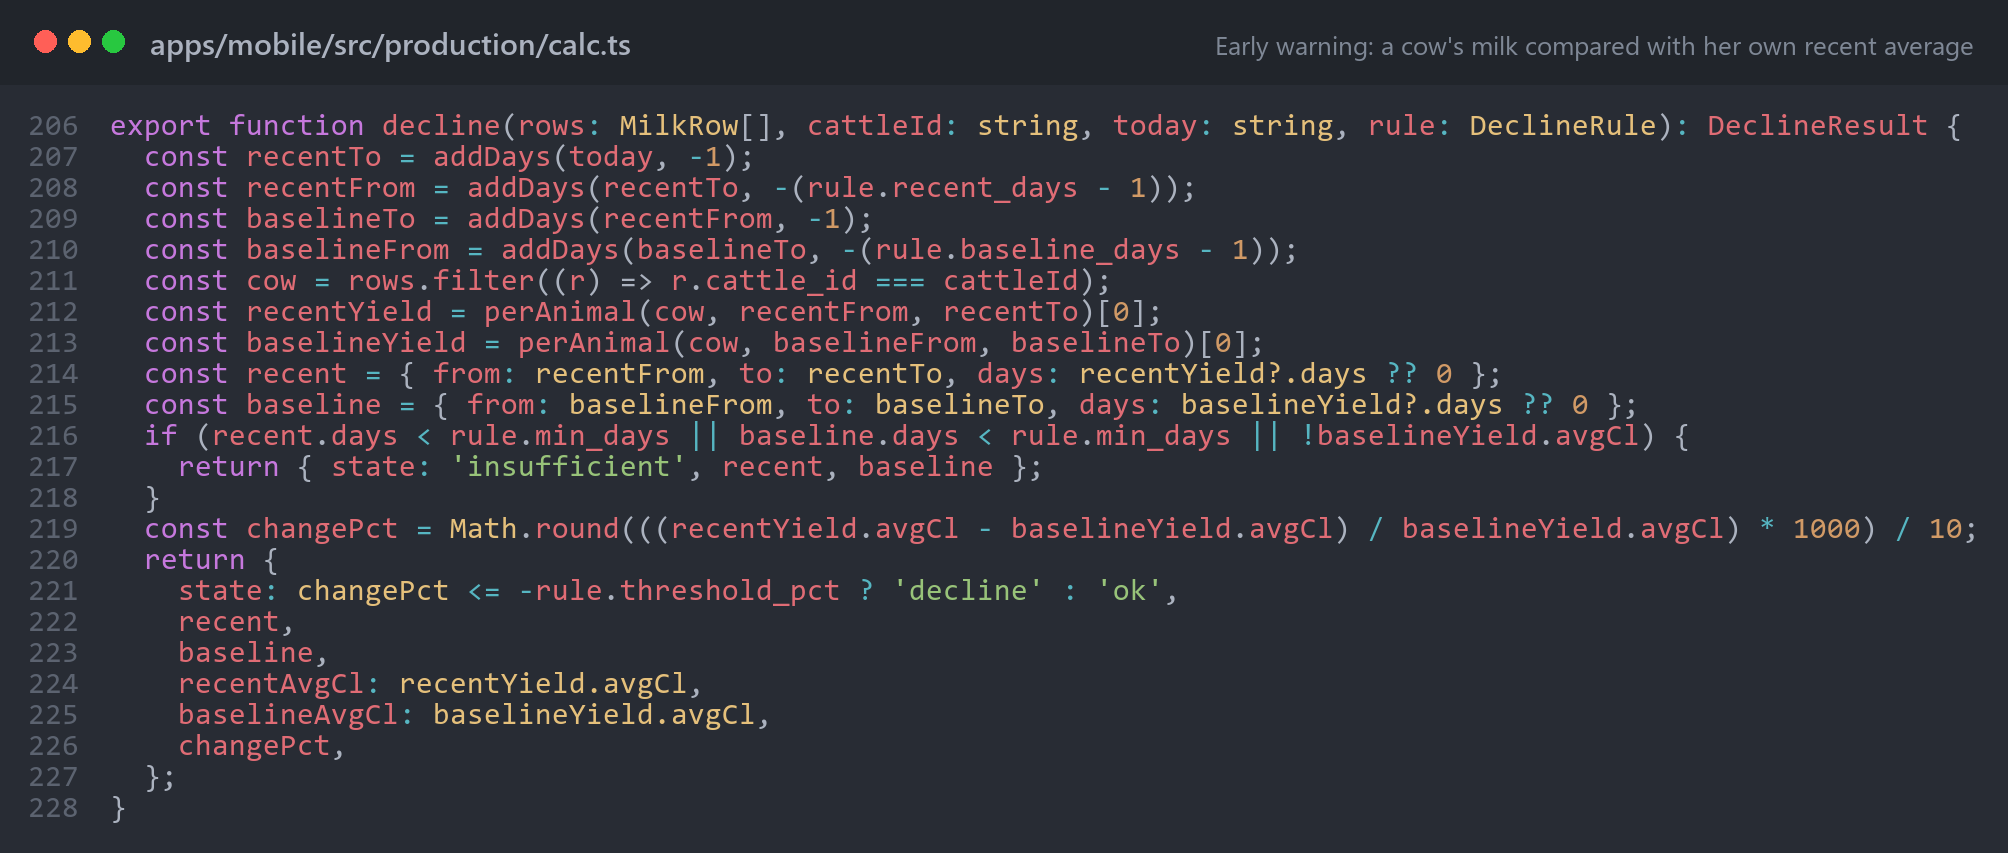 apps/mobile/src/production/calc.ts
Early warning: a cow's milk compared with her own recent average
206 export function decline(rows: MilkRow[], cattleId: string, today: string, rule: DeclineRule): DeclineResult {
207   const recentTo = addDays(today, -1);
208   const recentFrom = addDays(recentTo, -(rule.recent_days - 1));
209   const baselineTo = addDays(recentFrom, -1);
210   const baselineFrom = addDays(baselineTo, -(rule.baseline_days - 1));
211   const cow = rows.filter((r) => r.cattle_id === cattleId);
212   const recentYield = perAnimal(cow, recentFrom, recentTo)[0];
213   const baselineYield = perAnimal(cow, baselineFrom, baselineTo)[0];
214   const recent = { from: recentFrom, to: recentTo, days: recentYield?.days ?? 0 };
215   const baseline = { from: baselineFrom, to: baselineTo, days: baselineYield?.days ?? 0 };
216   if (recent.days < rule.min_days || baseline.days < rule.min_days || !baselineYield.avgCl) {
217     return { state: 'insufficient', recent, baseline };
218   }
219   const changePct = Math.round(((recentYield.avgCl - baselineYield.avgCl) / baselineYield.avgCl) * 1000) / 10;
220   return {
221     state: changePct <= -rule.threshold_pct ? 'decline' : 'ok',
222     recent,
223     baseline,
224     recentAvgCl: recentYield.avgCl,
225     baselineAvgCl: baselineYield.avgCl,
226     changePct,
227   };
228 }